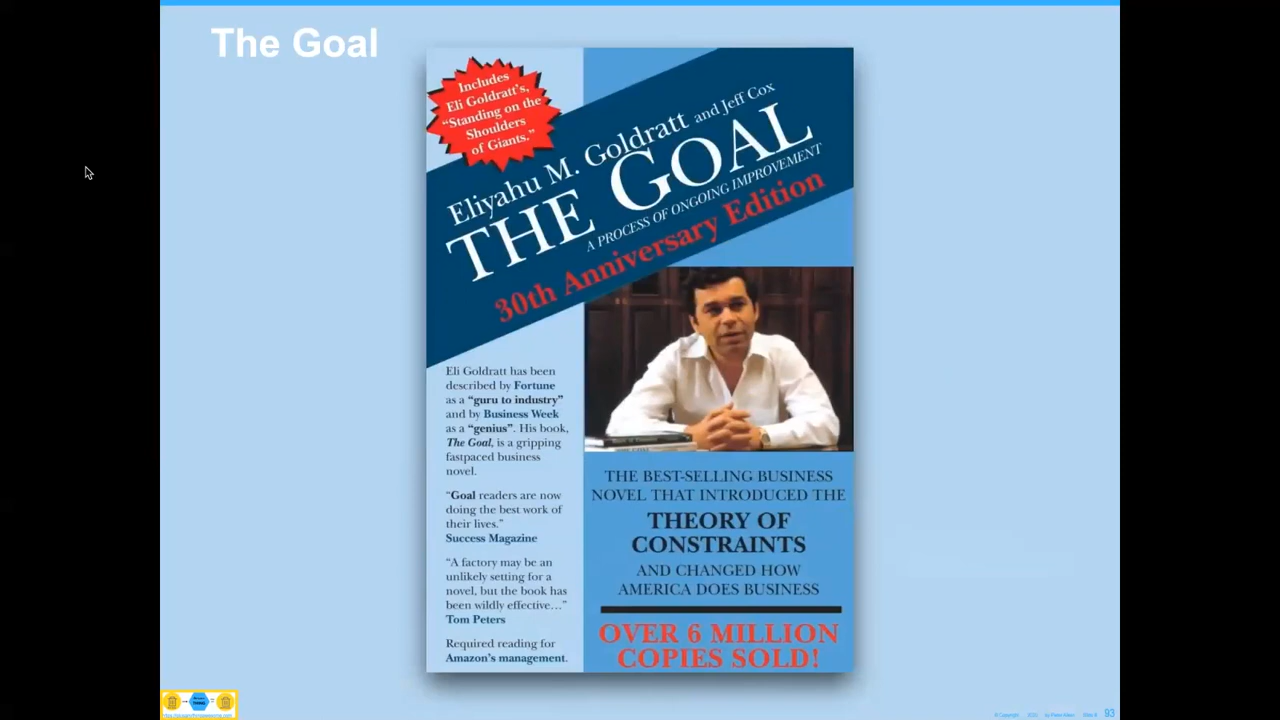 The Goal
Includes
Eli Goldratt's,
"Standing on the
Shoulders
of Giants."
Eliyahu M. Goldratt and Jeff Cox
THE GOAL
A PROCESS OF ONGOING IMPROVEMENT
30th Anniversary Edition
Eli Goldratt has been
described by Fortune
as a "guru to industry"
and by Business Week
as a "genius". His book,
The Goal, is a gripping
fastpaced business
novel.
"Goal readers are now
doing the best work of
their lives."
Success Magazine
"A factory may be an
unlikely setting for a
novel, but the book has
been wildly effective…"
Tom Peters
Required reading for
Amazon's management.
THE BEST-SELLING BUSINESS
NOVEL THAT INTRODUCED THE
THEORY OF
CONSTRAINTS
AND CHANGED HOW
AMERICA DOES BUSINESS
OVER 6 MILLION
COPIES SOLD!
© Copyright by Peter Aiken Slide # 93